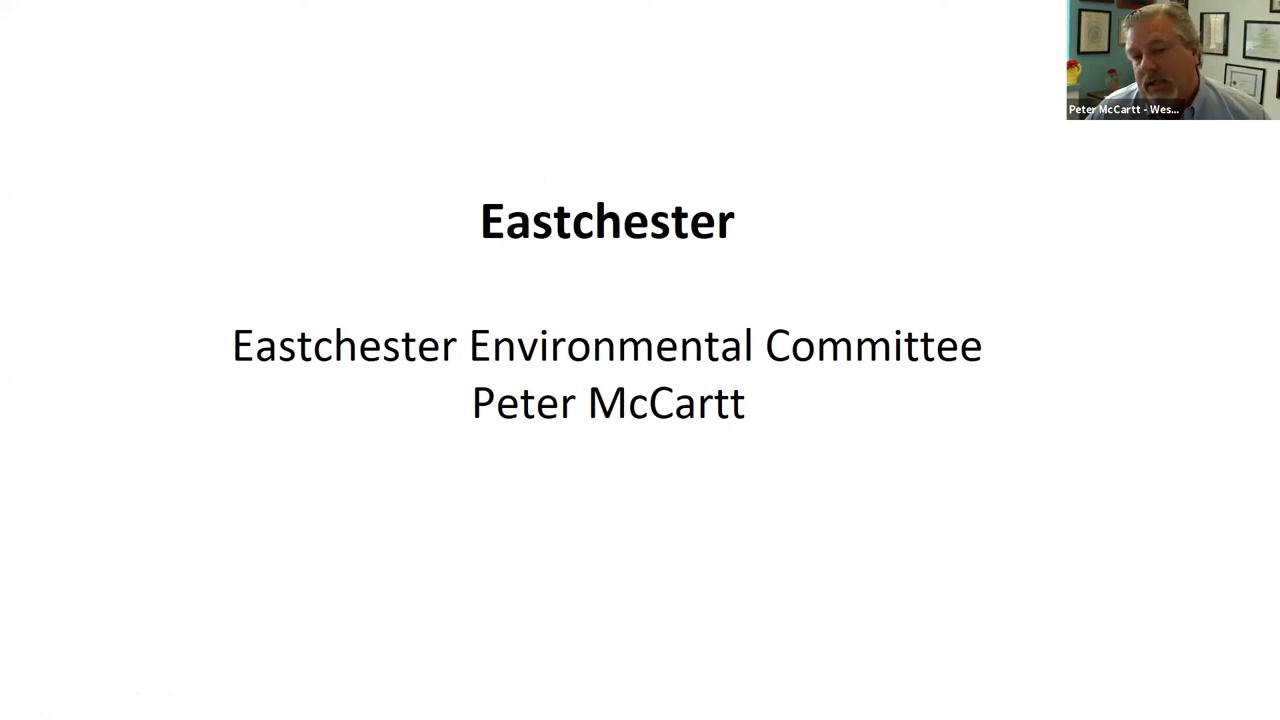 Peter McCartt - Wes...
Eastchester
Eastchester Environmental Committee
Peter McCartt